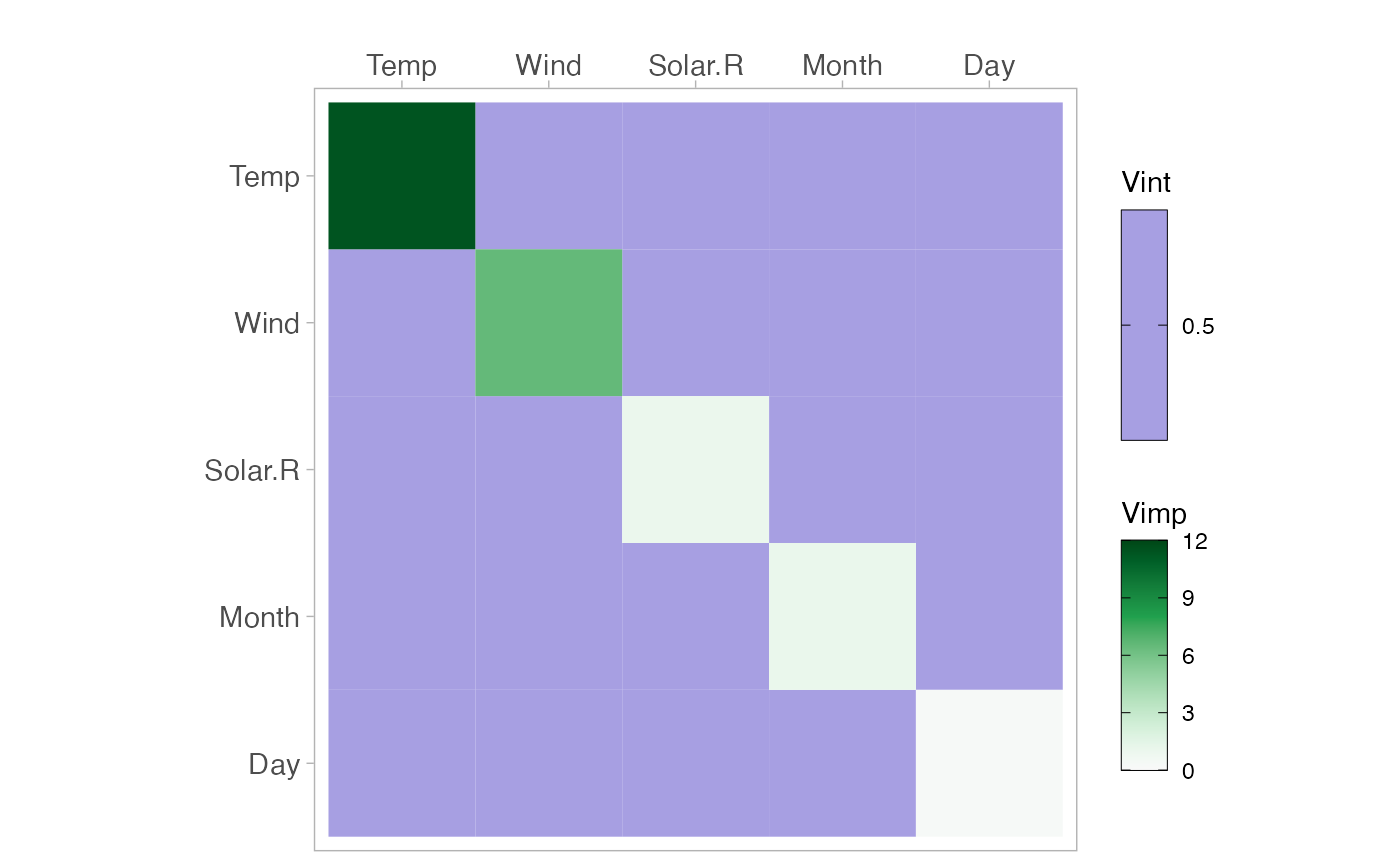 Temp Wind Solar.R Month Day
Temp
Wind
Solar.R
Month
Day
Vint
0.5
Vimp
12
9
6
3
0